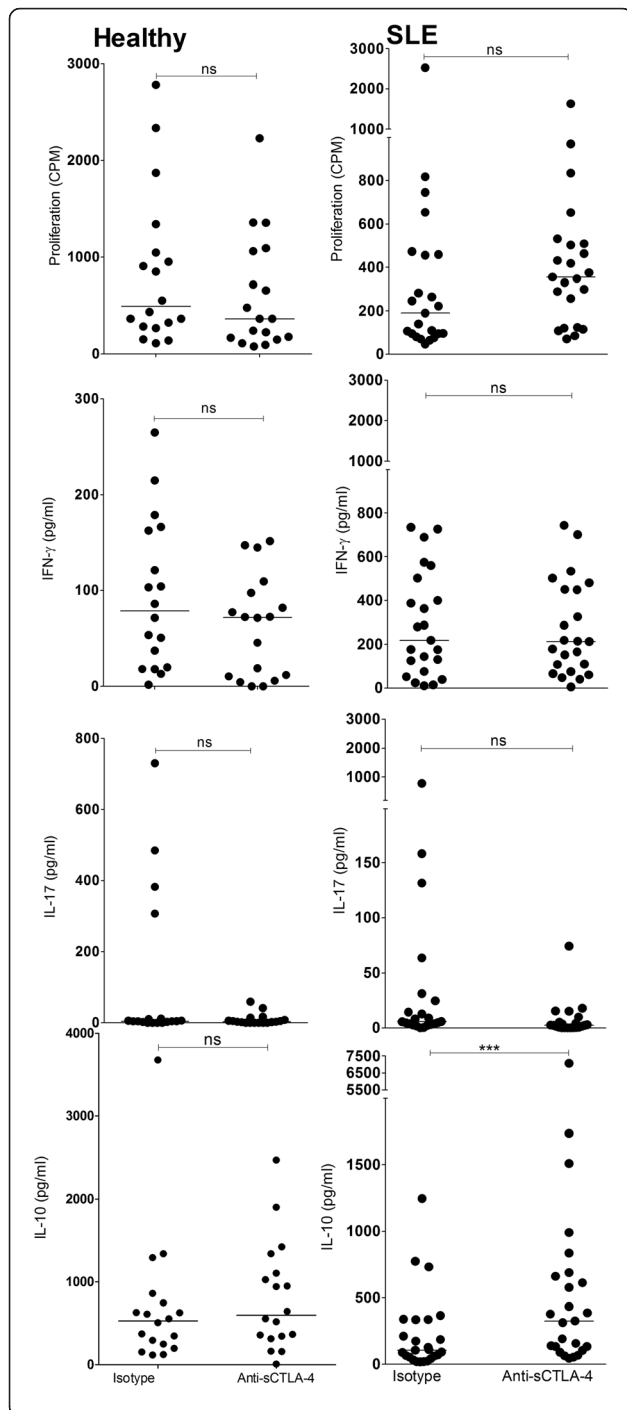 Healthy
SLE
ns
ns
3000
2000
1000
0
Proliferation (CPM)
3000
2000
1000
800
600
400
200
0
Proliferation (CPM)
ns
ns
300
200
100
0
IFN-γ (pg/ml)
3000
2000
1000
800
600
400
200
0
IFN-γ (pg/ml)
ns
ns
800
600
400
200
0
IL-17 (pg/ml)
3000
2000
1000
150
100
50
0
IL-17 (pg/ml)
ns
***
4000
3000
2000
1000
0
IL-10 (pg/ml)
7500
6500
5500
1500
1000
500
0
IL-10 (pg/ml)
Isotype
Anti-sCTLA-4
Isotype
Anti-sCTLA-4